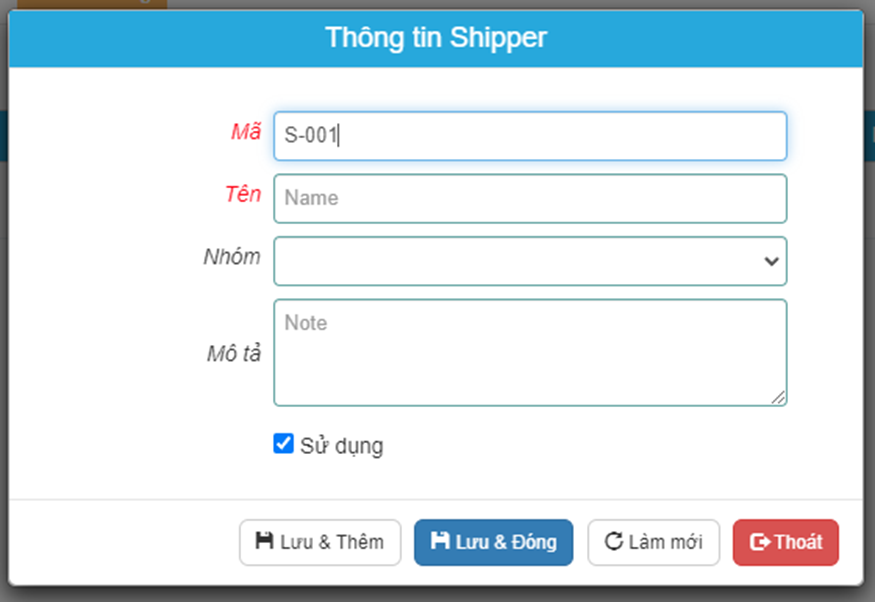 Thông tin Shipper
Mã S-001
Tên Name
Nhóm
Note
Mô tả
Sử dụng
Lưu & Thêm Lưu & Đóng Làm mới Thoát